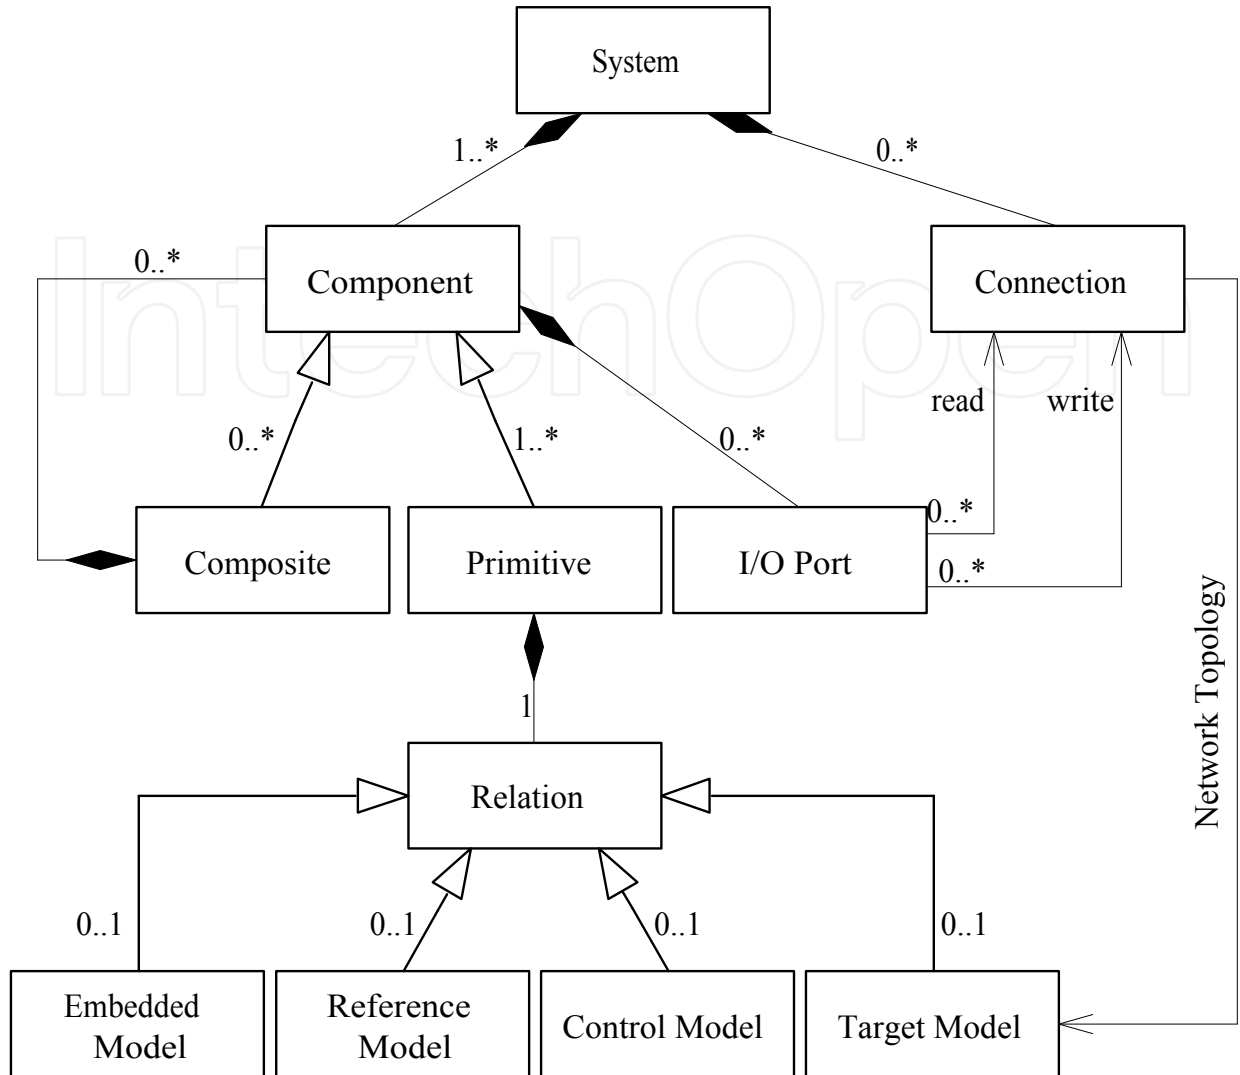 System
1..*
0..*
IntechOpen
0..*
Component
Connection
read
write
0..*
1..*
0..*
0..*
Composite
Primitive
I/O Port
0..*
Network Topology
1
Relation
0..1
0..1
0..1
0..1
Embedded
Model
Reference
Model
Control Model
Target Model